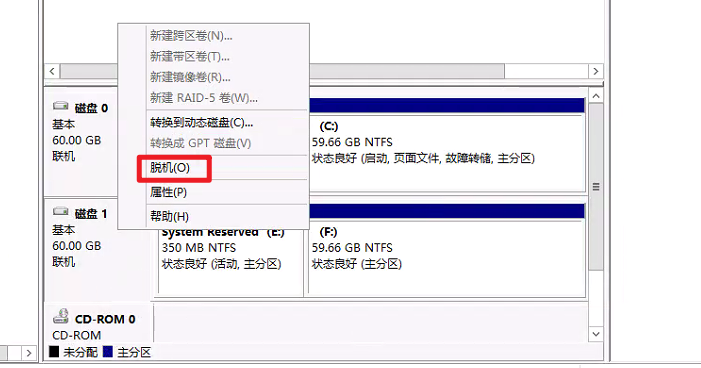 新建跨区卷(N)...
新建带区卷(T)...
新建镜像卷(R)...
新建 RAID-5 卷(W)...
转换到动态磁盘(C)...
转换成 GPT 磁盘(V)
脱机(O)
属性(P)
帮助(H)
磁盘 0
基本
60.00 GB
联机
(C:)
59.66 GB NTFS
状态良好 (启动, 页面文件, 故障转储, 主分区)
磁盘 1
基本
60.00 GB
联机
System Reserved (E:)
350 MB NTFS
状态良好 (活动, 主分区)
(F:)
59.66 GB NTFS
状态良好 (主分区)
CD-ROM 0
CD-ROM
未分配 主分区